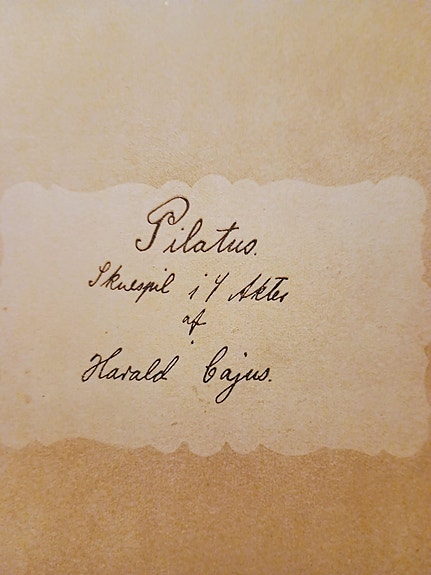 Pilatus.
Skuespil i 4 Akter
af
Harald Cajus.